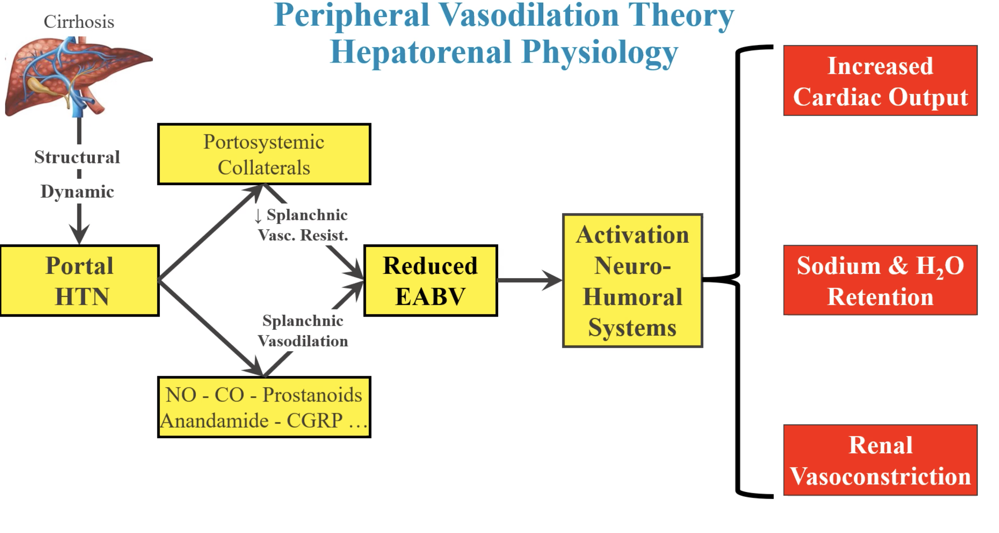 Peripheral Vasodilation Theory
Hepatorenal Physiology
Cirrhosis
Structural
Dynamic
Portal
HTN
Portosystemic
Collaterals
↓ Splanchnic
Vasc. Resist.
Splanchnic
Vasodilation
NO - CO - Prostanoids
Anandamide - CGRP …
Reduced
EABV
Activation
Neuro-
Humoral
Systems
Increased
Cardiac Output
Sodium & H₂O
Retention
Renal
Vasoconstriction